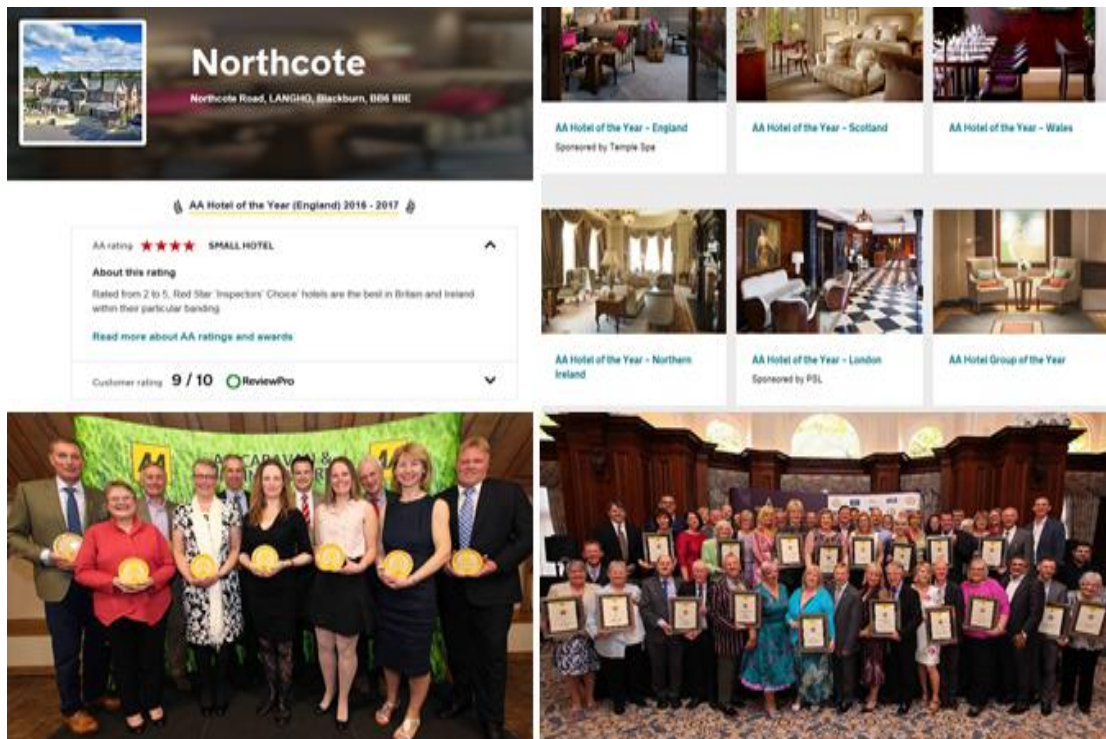 Northcote
Northcote Road, LANGHO, Blackburn, BB6 8BE
AA Hotel of the Year (England) 2016 - 2017
AA rating SMALL HOTEL
About this rating
Rated from 2 to 5, Red Star 'Inspectors' Choice' hotels are the best in Britain and Ireland
within their particular banding
Read more about AA ratings and awards
Customer rating 9 / 10 ReviewPro
AA Hotel of the Year – England
Sponsored by Temple Spa
AA Hotel of the Year – Scotland
AA Hotel of the Year – Wales
AA Hotel of the Year – Northern
Ireland
AA Hotel of the Year – London
Sponsored by PSL
AA Hotel Group of the Year
AA
CARAVAN &
AA